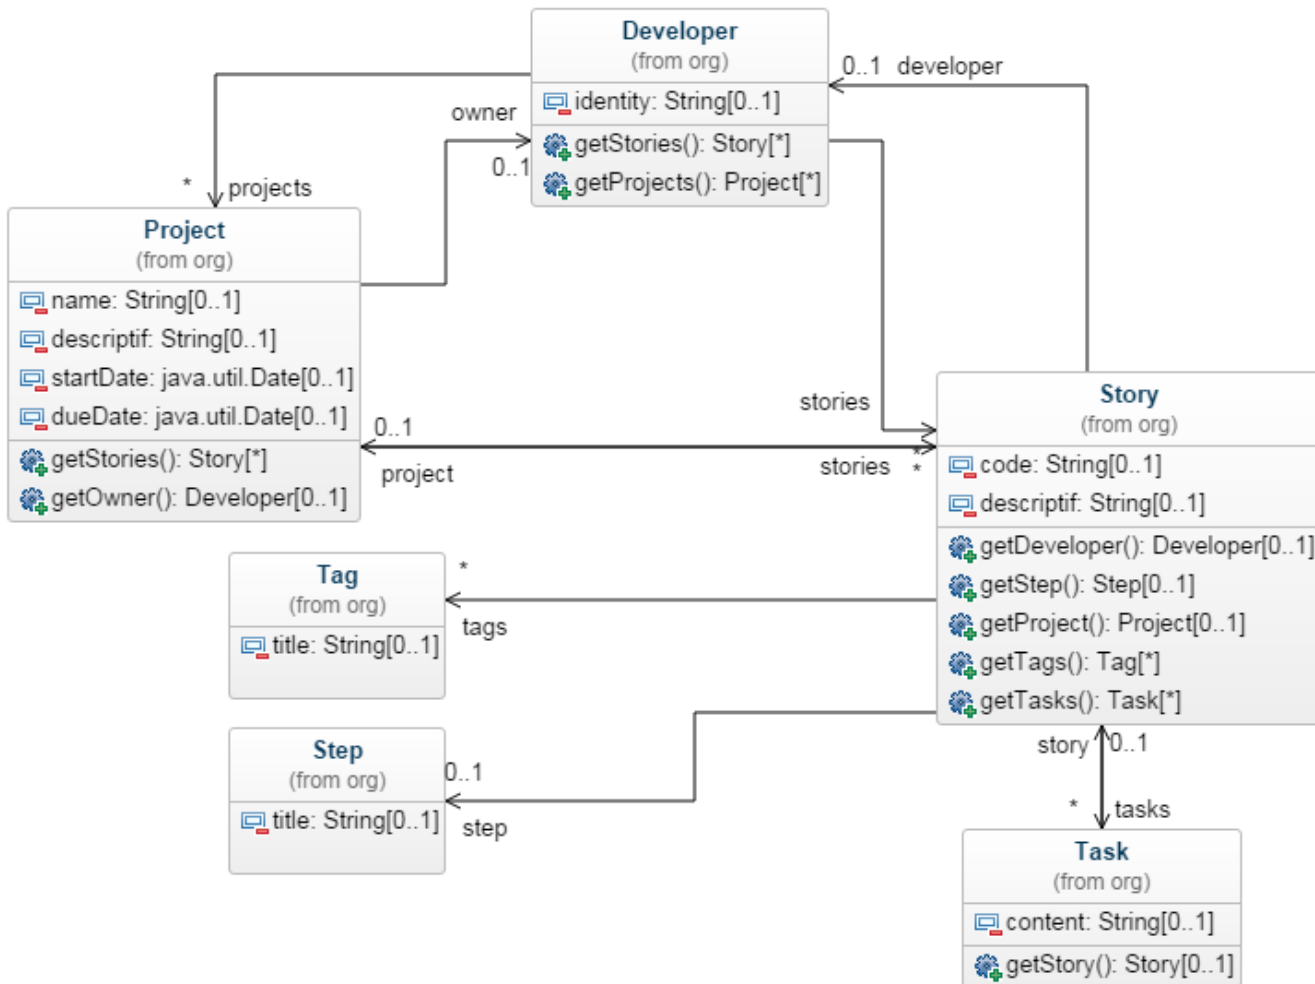 Developer
(from org)
identity: String[0..1]
getStories(): Story[*]
getProjects(): Project[*]
0..1 developer
owner
0..1
* projects
Project
(from org)
name: String[0..1]
descriptif: String[0..1]
startDate: java.util.Date[0..1]
dueDate: java.util.Date[0..1]
getStories(): Story[*]
getOwner(): Developer[0..1]
0..1
project
stories
*
stories
*
Story
(from org)
code: String[0..1]
descriptif: String[0..1]
getDeveloper(): Developer[0..1]
getStep(): Step[0..1]
getProject(): Project[0..1]
getTags(): Tag[*]
getTasks(): Task[*]
Tag
(from org)
title: String[0..1]
*
tags
Step
(from org)
title: String[0..1]
0..1
step
story 0..1
* tasks
Task
(from org)
content: String[0..1]
getStory(): Story[0..1]